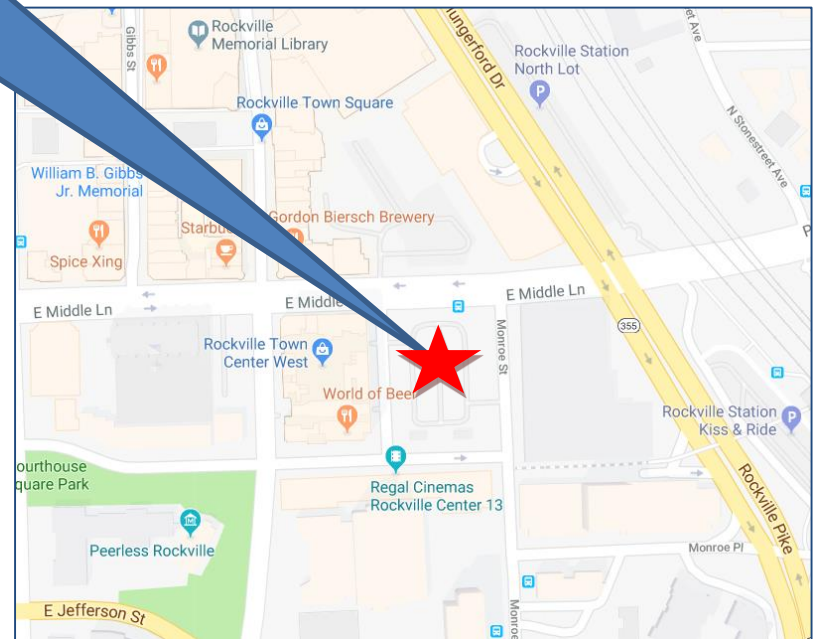 Gibbs St
Rockville
Memorial Library
Hungerford Dr
Rockville Station
North Lot
P
et Ave
N Stonestreet Ave
Rockville Town Square
William B. Gibbs
Jr. Memorial
Spice Xing
Starbu
Gordon Biersch Brewery
E Middle Ln
E Middle
E Middle Ln
P
355
Monroe St
Rockville Town
Center West
World of Bee
Rockville Station
Kiss & Ride
P
ourthouse
quare Park
Regal Cinemas
Rockville Center 13
Rockville Pike
Peerless Rockville
Monroe Pl
E Jefferson St
Monroe